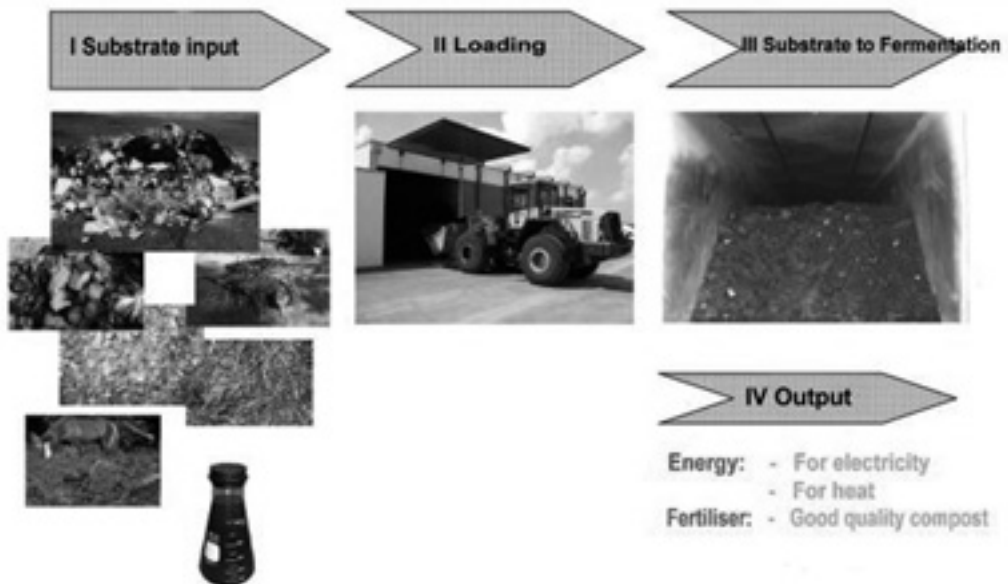 I Substrate input
II Loading
III Substrate to Fermentation
IV Output
Energy: - For electricity
- For heat
Fertiliser: - Good quality compost